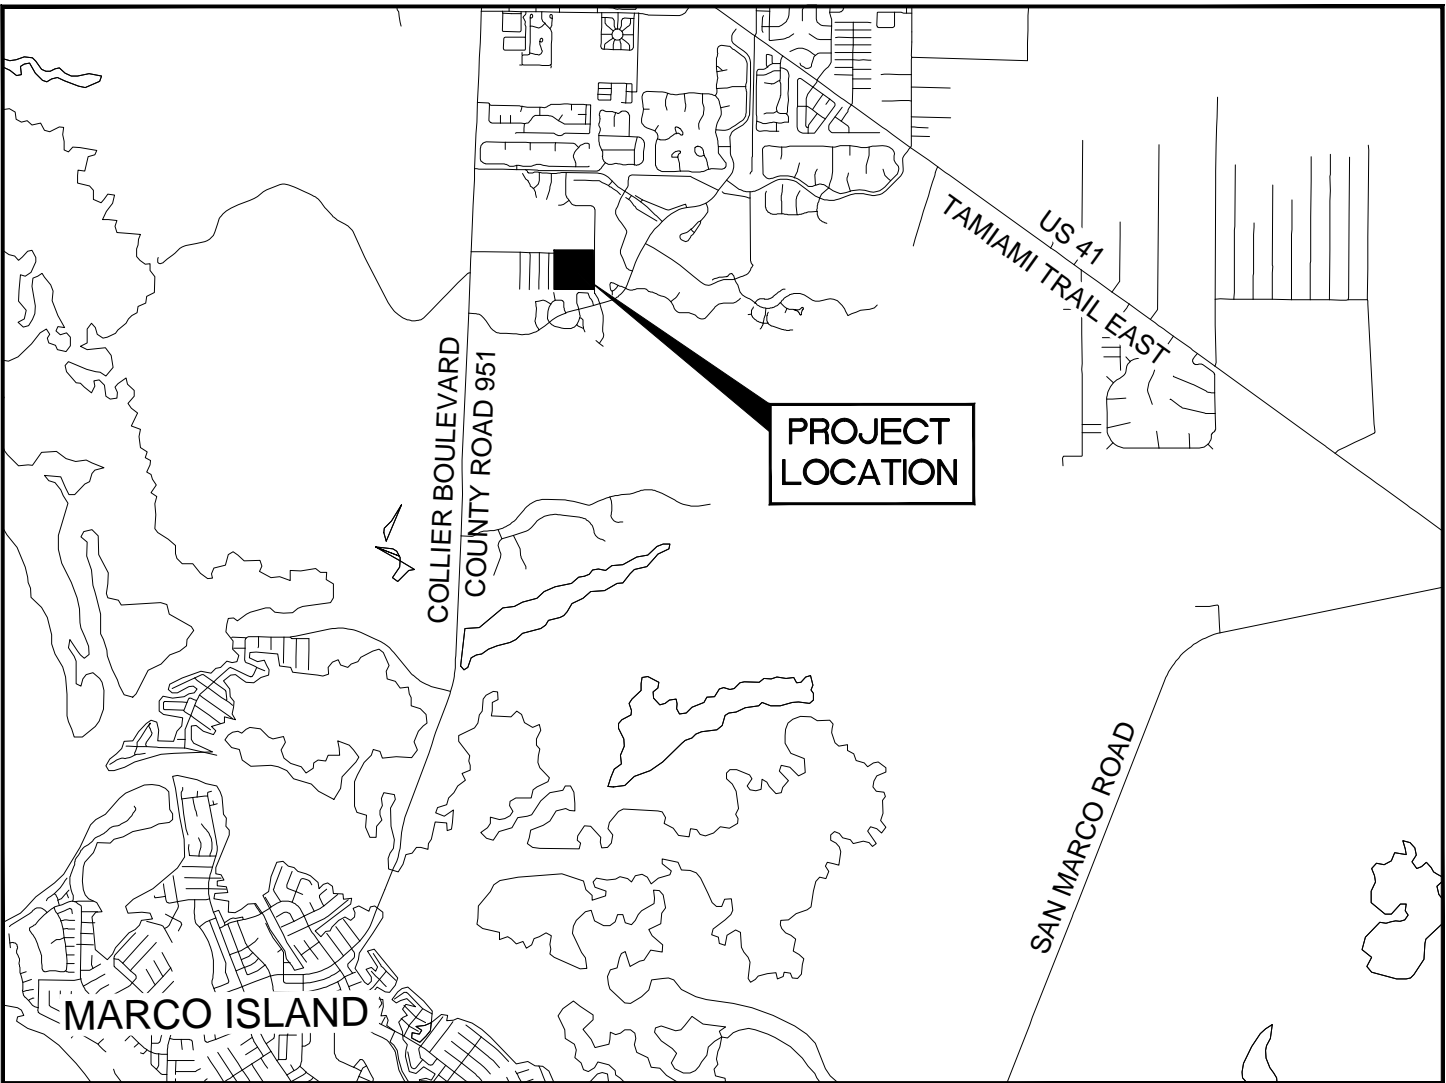 US 41
TAMIAMI TRAIL EAST
COLLIER BOULEVARD
COUNTY ROAD 951
PROJECT
LOCATION
SAN MARCO ROAD
MARCO ISLAND